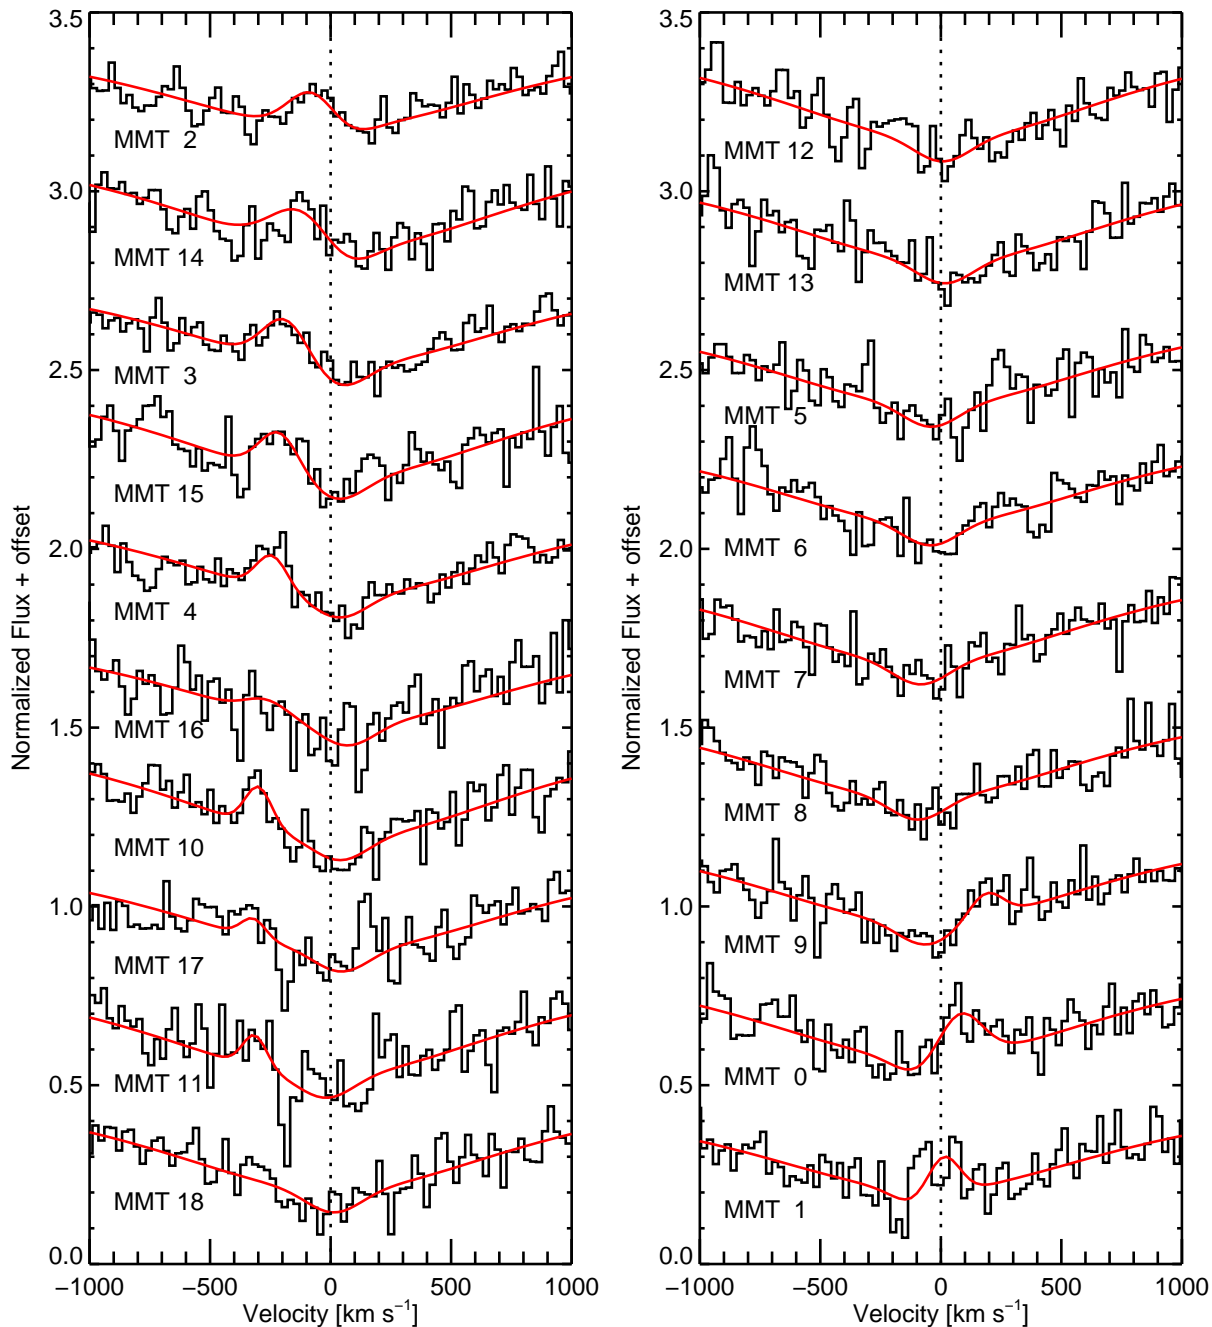 3.5
3.0
2.5
2.0
1.5
1.0
0.5
0.0
Normalized Flux + offset
MMT 2
MMT 14
MMT 3
MMT 15
MMT 4
MMT 16
MMT 10
MMT 17
MMT 11
MMT 18
−1000 −500 0 500 1000
Velocity [km s⁻¹]
3.5
3.0
2.5
2.0
1.5
1.0
0.5
0.0
Normalized Flux + offset
MMT 12
MMT 13
MMT 5
MMT 6
MMT 7
MMT 8
MMT 9
MMT 0
MMT 1
−1000 −500 0 500 1000
Velocity [km s⁻¹]